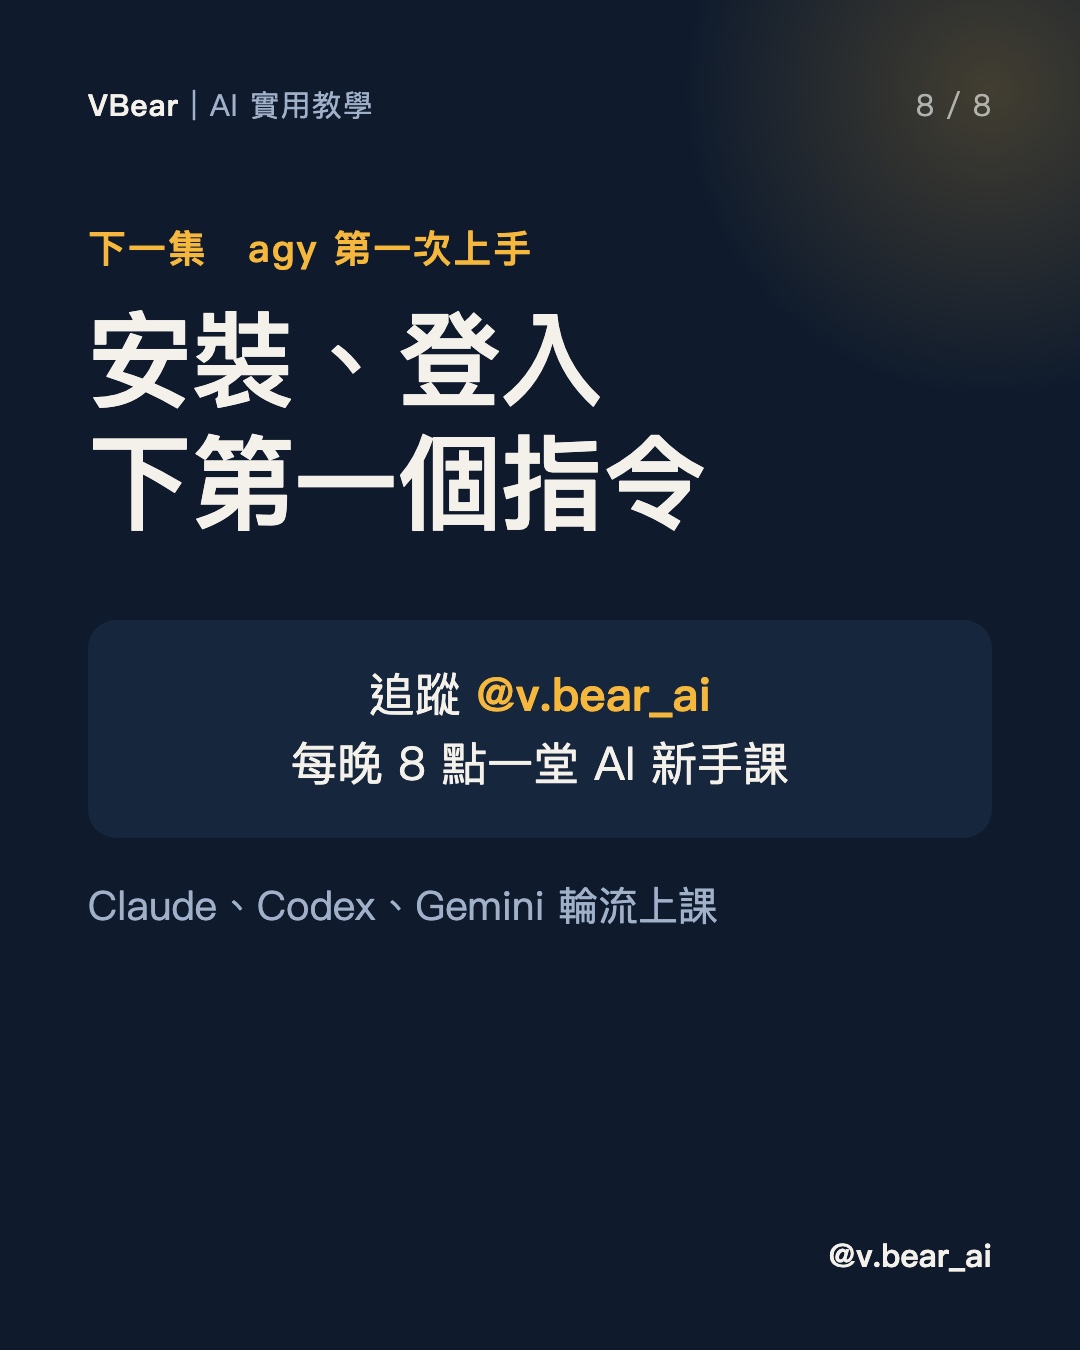 VBear | AI 實用教學
8 / 8
下一集　agy 第一次上手
安裝、登入
下第一個指令
追蹤 @v.bear_ai
每晚 8 點一堂 AI 新手課
Claude、Codex、Gemini 輪流上課
@v.bear_ai